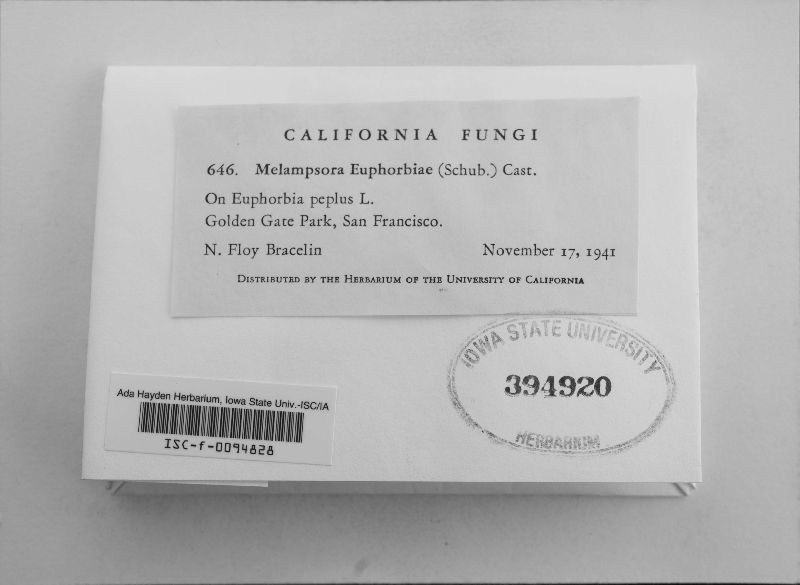 CALIFORNIA FUNGI
646. Melampsora Euphorbiae (Schub.) Cast.
On Euphorbia peplus L.
Golden Gate Park, San Francisco.
N. Floy Bracelin November 17, 1941
DISTRIBUTED BY THE HERBARIUM OF THE UNIVERSITY OF CALIFORNIA
IOWA STATE UNIVERSITY
394920
HERBARIUM
Ada Hayden Herbarium, Iowa State Univ.-ISC/IA
ISC-f-0094828